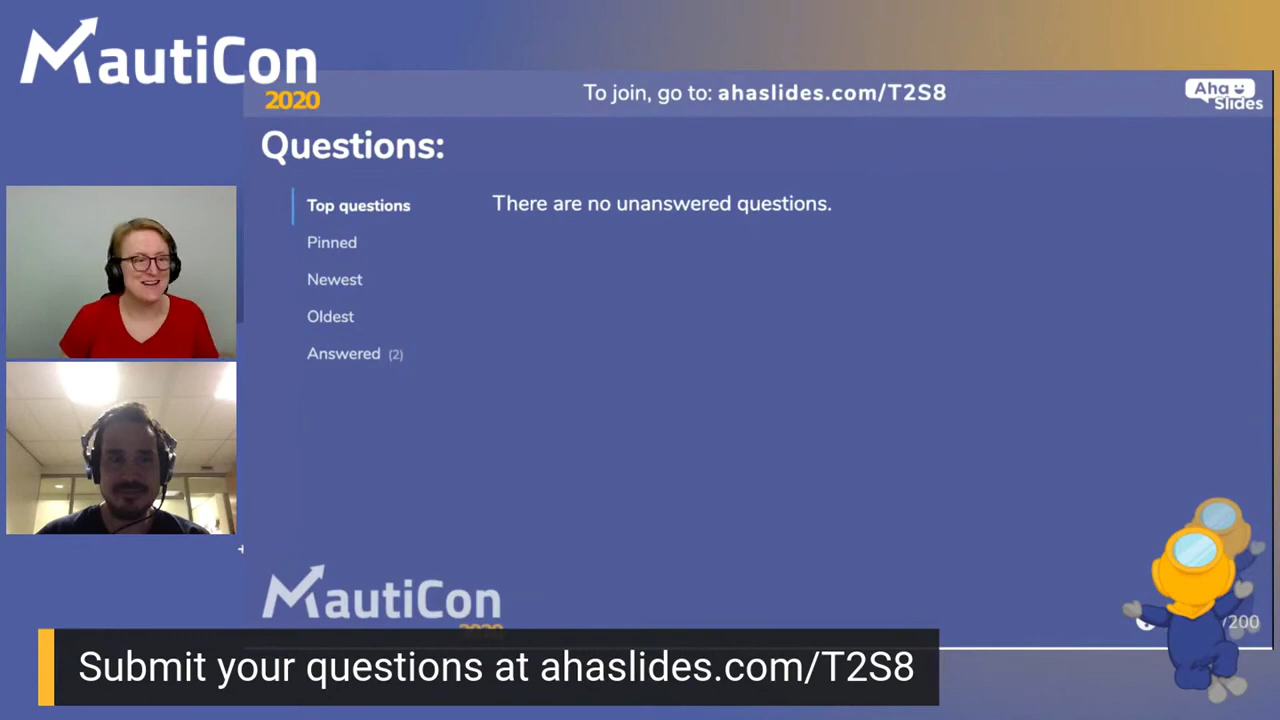 MautiCon
2020
To join, go to: ahaslides.com/T2S8
Aha
Slides
Questions:
Top questions
There are no unanswered questions.
Pinned
Newest
Oldest
Answered (2)
MautiCon
2020
/200
Submit your questions at ahaslides.com/T2S8